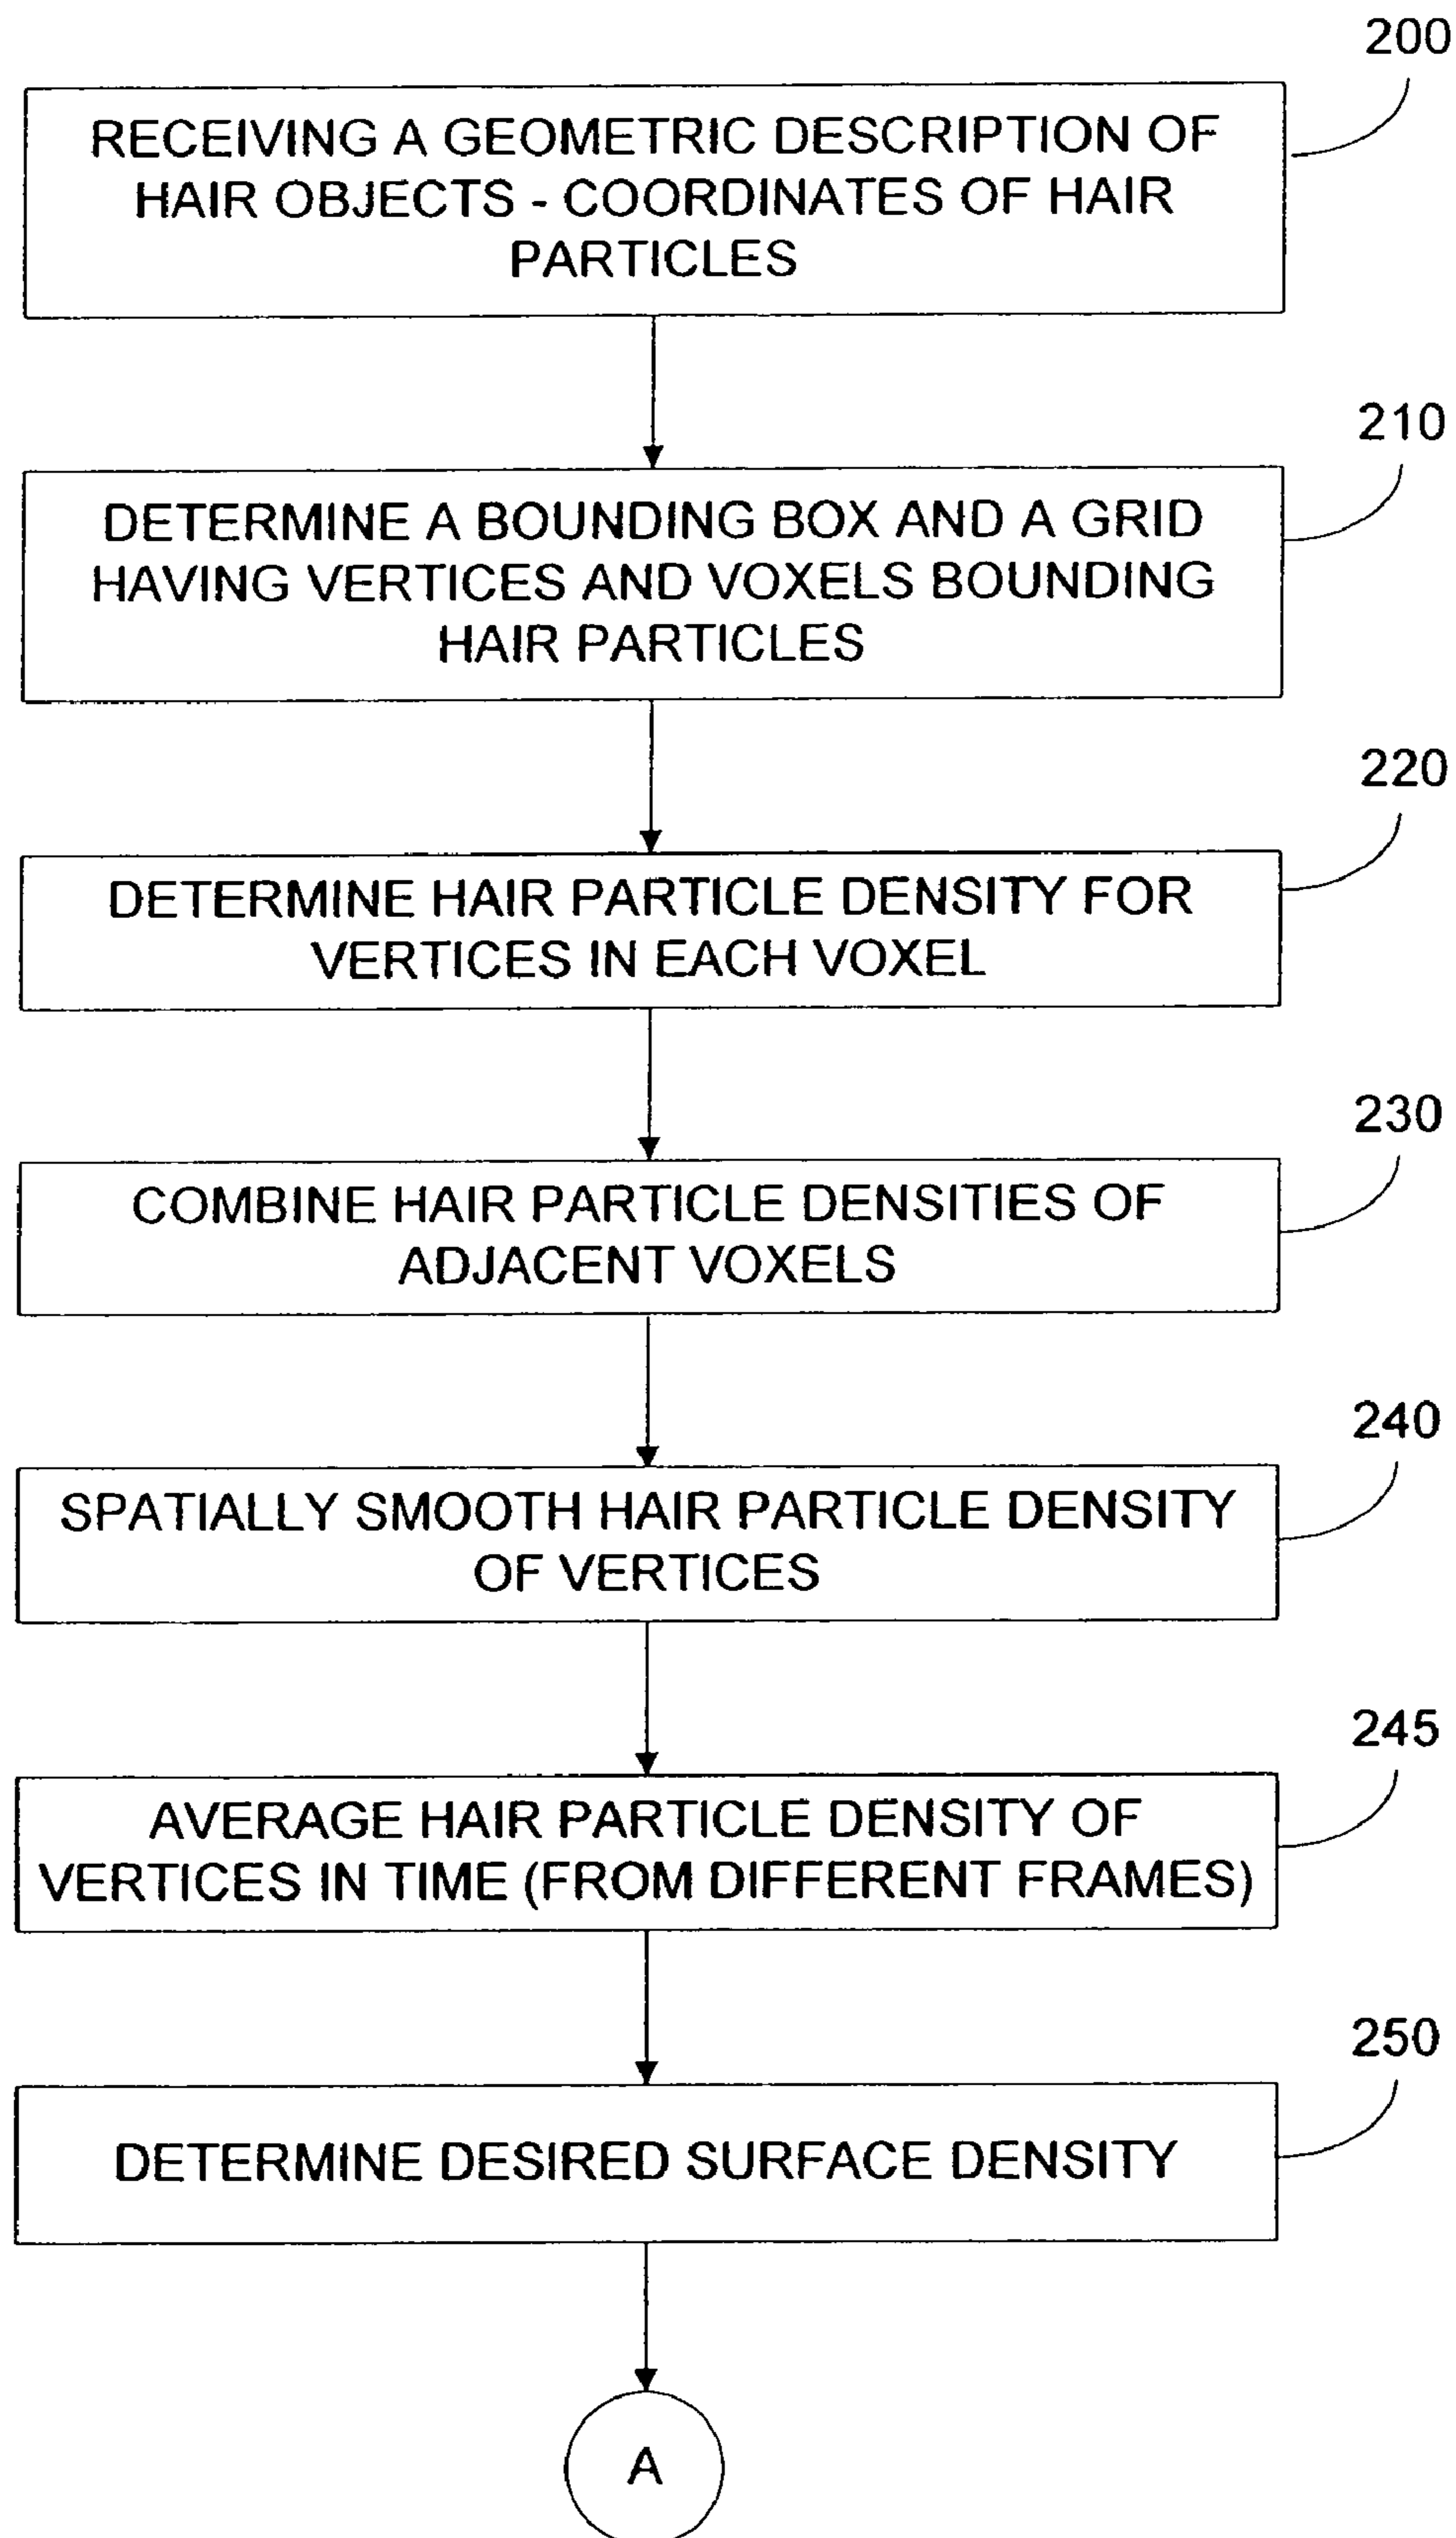 200
RECEIVING A GEOMETRIC DESCRIPTION OF
HAIR OBJECTS - COORDINATES OF HAIR
PARTICLES
210
DETERMINE A BOUNDING BOX AND A GRID
HAVING VERTICES AND VOXELS BOUNDING
HAIR PARTICLES
220
DETERMINE HAIR PARTICLE DENSITY FOR
VERTICES IN EACH VOXEL
230
COMBINE HAIR PARTICLE DENSITIES OF
ADJACENT VOXELS
240
SPATIALLY SMOOTH HAIR PARTICLE DENSITY
OF VERTICES
245
AVERAGE HAIR PARTICLE DENSITY OF
VERTICES IN TIME (FROM DIFFERENT FRAMES)
250
DETERMINE DESIRED SURFACE DENSITY
A